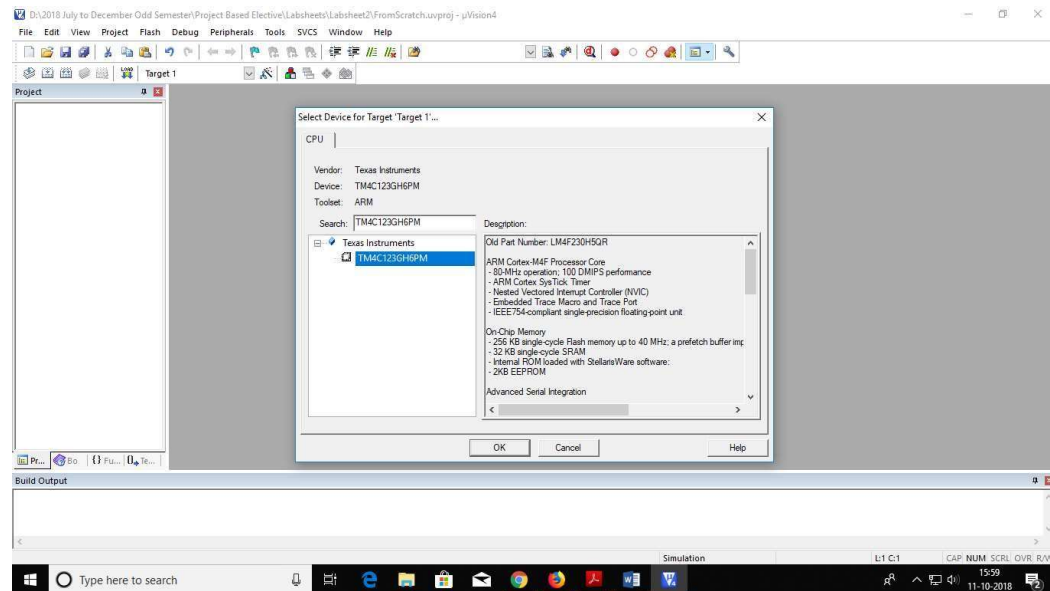 D:\2018 July to December Odd Semester\Project Based Elective\Labsheets\Labsheet2\FromScratch.uvproj - µVision4
File Edit View Project Flash Debug Peripherals Tools SVCS Window Help
LOAD Target 1
Project
Select Device for Target 'Target 1'...
CPU
Vendor: Texas Instruments
Device: TM4C123GH6PM
Toolset: ARM
Search: TM4C123GH6PM
Description:
Texas Instruments
TM4C123GH6PM
Old Part Number: LM4F230H5QR
ARM Cortex-M4F Processor Core
- 80-MHz operation; 100 DMIPS performance
- ARM Cortex SysTick Timer
- Nested Vectored Interrupt Controller (NVIC)
- Embedded Trace Macro and Trace Port
- IEEE754-compliant single-precision floating-point unit
On-Chip Memory
- 256 KB single-cycle Flash memory up to 40 MHz; a prefetch buffer imp
- 32 KB single-cycle SRAM
- Internal ROM loaded with StellarisWare software:
- 2KB EEPROM
Advanced Serial Integration
OK Cancel Help
Pr... Bo {} Fu... 0 Te...
Build Output
Simulation L:1 C:1 CAP NUM SCRL OVR R/W
Type here to search
15:59
11-10-2018
2